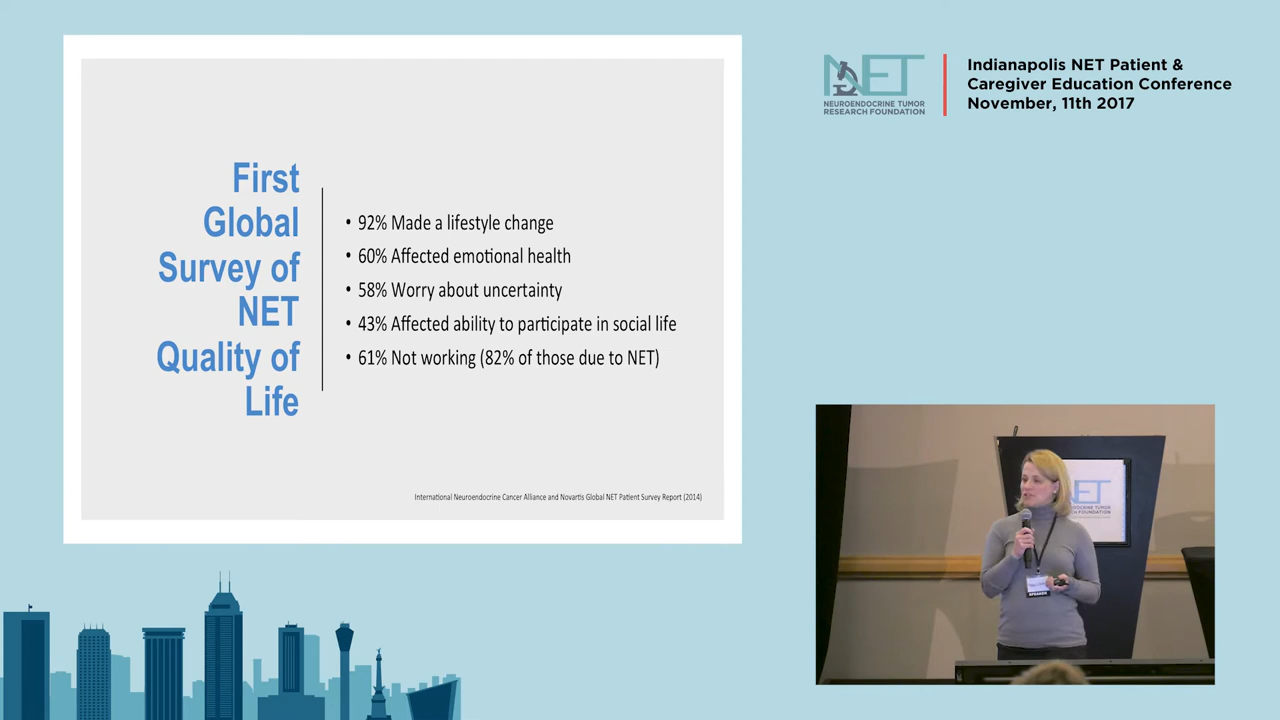 First
Global
Survey of
NET
Quality of
Life
• 92% Made a lifestyle change
• 60% Affected emotional health
• 58% Worry about uncertainty
• 43% Affected ability to participate in social life
• 61% Not working (82% of those due to NET)
International Neuroendocrine Cancer Alliance and Novartis Global NET Patient Survey Report (2014)
NET
NEUROENDOCRINE TUMOR
RESEARCH FOUNDATION
Indianapolis NET Patient &
Caregiver Education Conference
November, 11th 2017
NET
SPEAKER